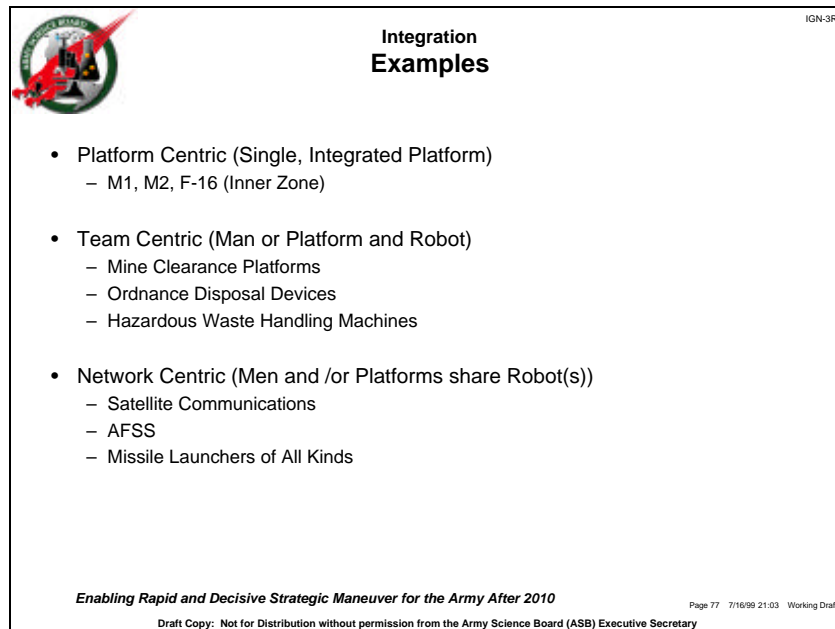 IGN-3R
Integration
Examples
• Platform Centric (Single, Integrated Platform)
– M1, M2, F-16 (Inner Zone)
• Team Centric (Man or Platform and Robot)
– Mine Clearance Platforms
– Ordnance Disposal Devices
– Hazardous Waste Handling Machines
• Network Centric (Men and /or Platforms share Robot(s))
– Satellite Communications
– AFSS
– Missile Launchers of All Kinds
Enabling Rapid and Decisive Strategic Maneuver for the Army After 2010
Page 77 7/16/99 21:03 Working Draf
Draft Copy: Not for Distribution without permission from the Army Science Board (ASB) Executive Secretary